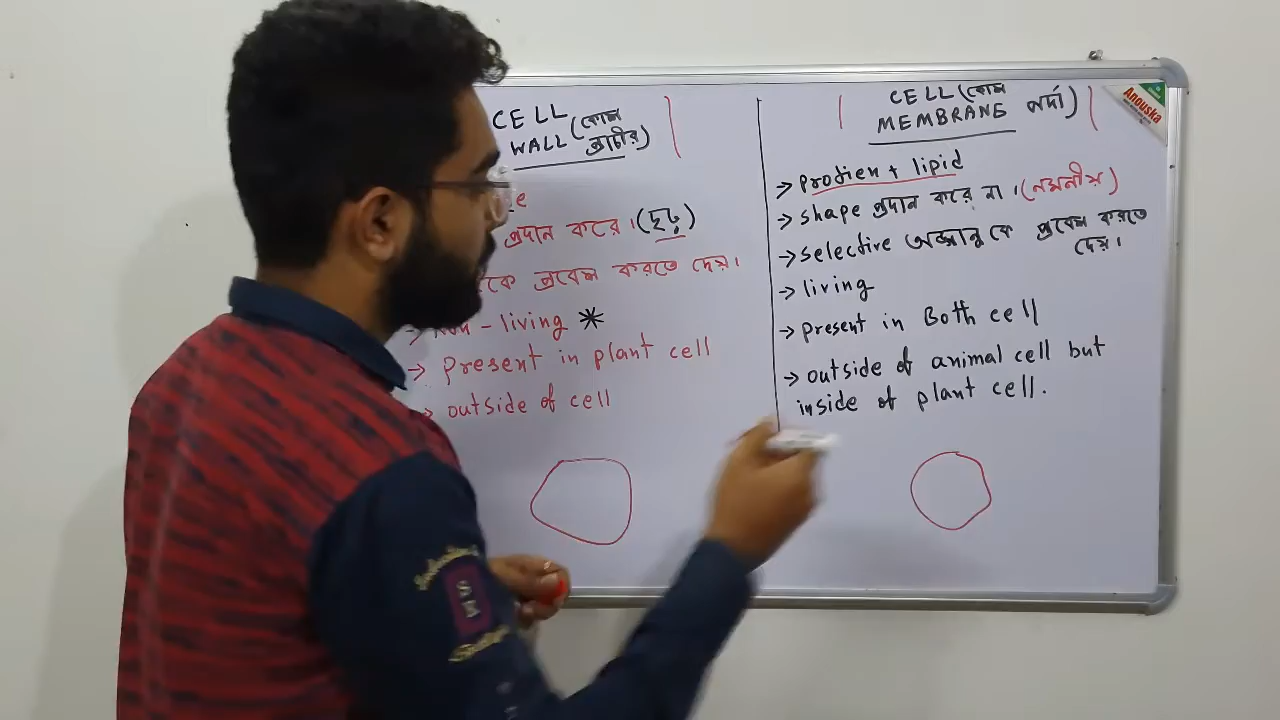 CELL
WALL (কোষ
প্রাচীর)
প্রদান করে। (দৃঢ়)
কে প্রবেশ করতে দেয়।
→ Non - living *
→ present in plant cell
→ outside of cell
CELL (কোষ
MEMBRANE পর্দা)
→ protien + lipid
→ shape প্রদান করে না। (নমনীয়)
→ selective অজ্জানু কে প্রবেশ করতে
দেয়।
→ living
→ present in Both cell
→ outside of animal cell but
inside of plant cell.
Anouska
S
E